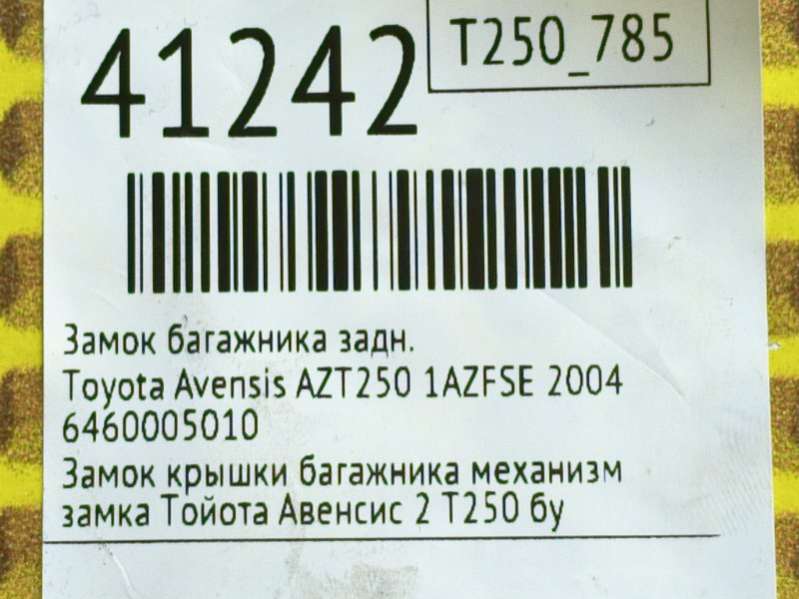 41242
T250_785
Замок багажника задн.
Toyota Avensis AZT250 1AZFSE 2004
6460005010
Замок крышки багажника механизм
замка Тойота Авенсис 2 Т250 бу